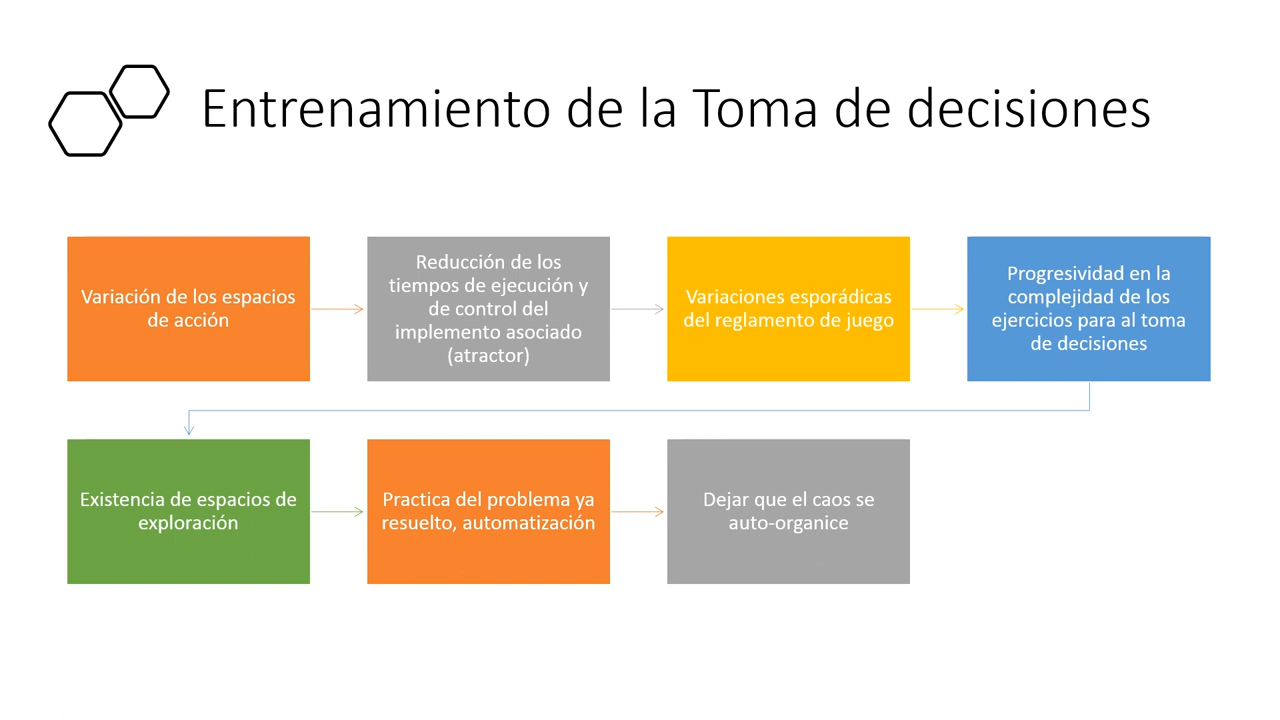 Entrenamiento de la Toma de decisiones
Variación de los espacios
de acción
Reducción de los
tiempos de ejecución y
de control del
implemento asociado
(atractor)
Variaciones esporádicas
del reglamento de juego
Progresividad en la
complejidad de los
ejercicios para al toma
de decisiones
Existencia de espacios de
exploración
Practica del problema ya
resuelto, automatización
Dejar que el caos se
auto-organice